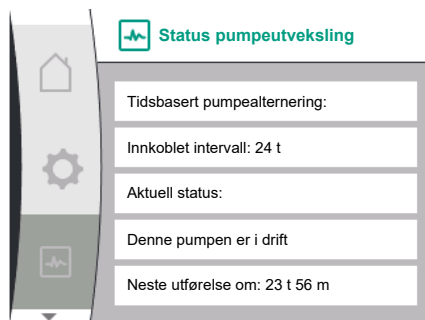 Status pumpeutveksling
Tidsbasert pumpealternering:
Innkoblet intervall: 24 t
Aktuell status:
Denne pumpen er i drift
Neste utførelse om: 23 t 56 m